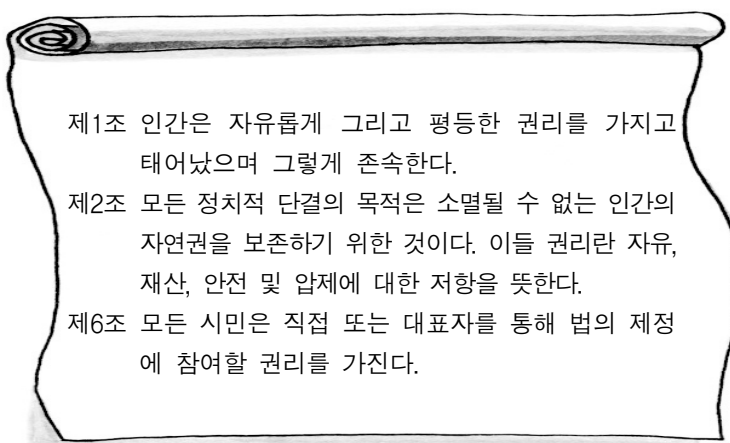 제1조 인간은 자유롭게 그리고 평등한 권리를 가지고
태어났으며 그렇게 존속한다.
제2조 모든 정치적 단결의 목적은 소멸될 수 없는 인간의
자연권을 보존하기 위한 것이다. 이들 권리란 자유,
재산, 안전 및 압제에 대한 저항을 뜻한다.
제6조 모든 시민은 직접 또는 대표자를 통해 법의 제정
에 참여할 권리를 가진다.